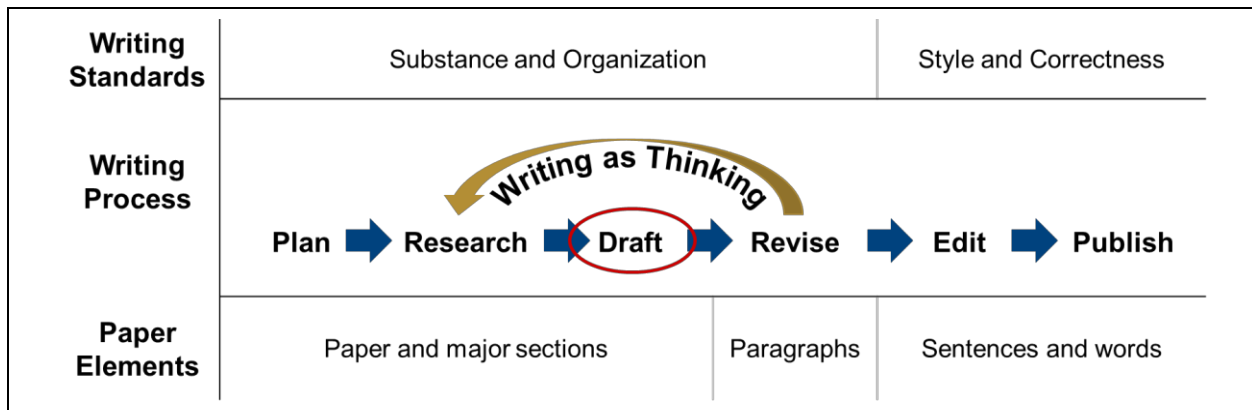 Writing
Standards
Substance and Organization
Style and Correctness
Writing
Process
Writing as Thinking
Plan
Research
Draft
Revise
Edit
Publish
Paper
Elements
Paper and major sections
Paragraphs
Sentences and words